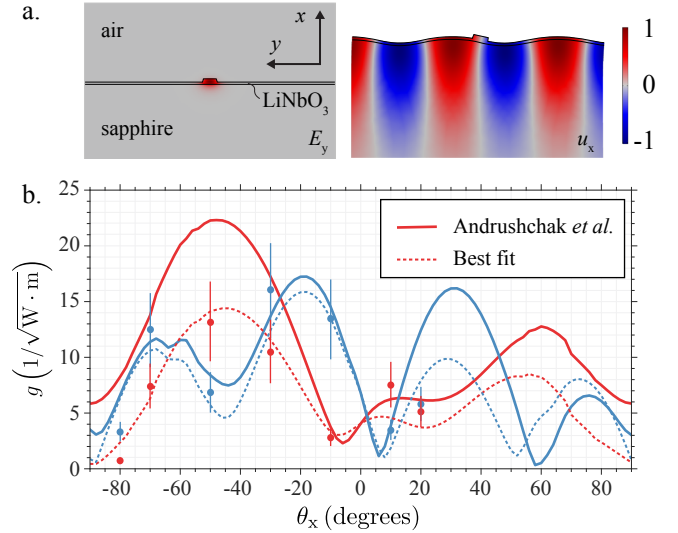 a.
air
x
y
LiNbO3
sapphire
Ey
ux
1
0
-1
b.
25
20
15
10
5
0
g (1/√W · m)
Andrushchak et al.
Best fit
-80 -60 -40 -20 0 20 40 60 80
θx (degrees)